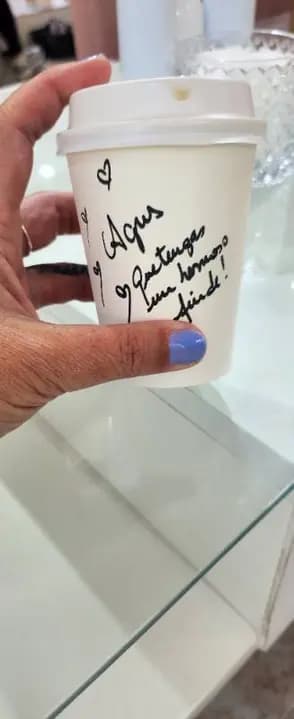 Agus
Que tengas
un hermoso
finde!